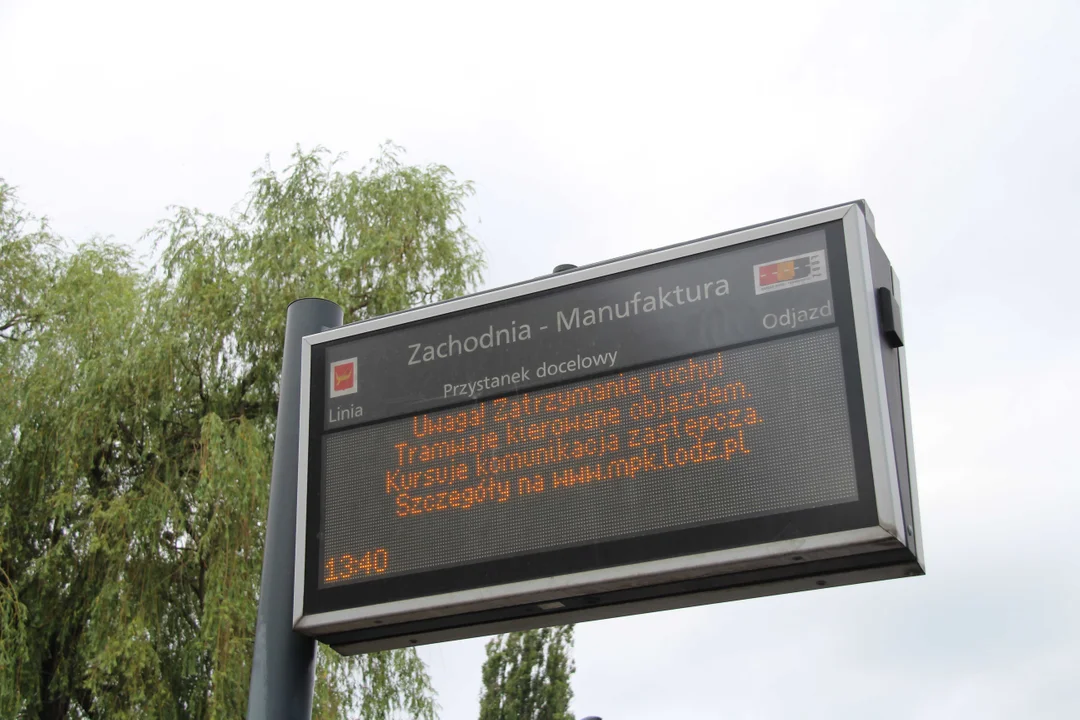 Zachodnia - Manufaktura
Linia
Przystanek docelowy
Odjazd
Uwaga! Zatrzymanie ruchu!
Tramwaje kierowane objazdem.
Kursuje komunikacja zastępcza.
Szczegóły na www.mpk.lodz.pl
13:40